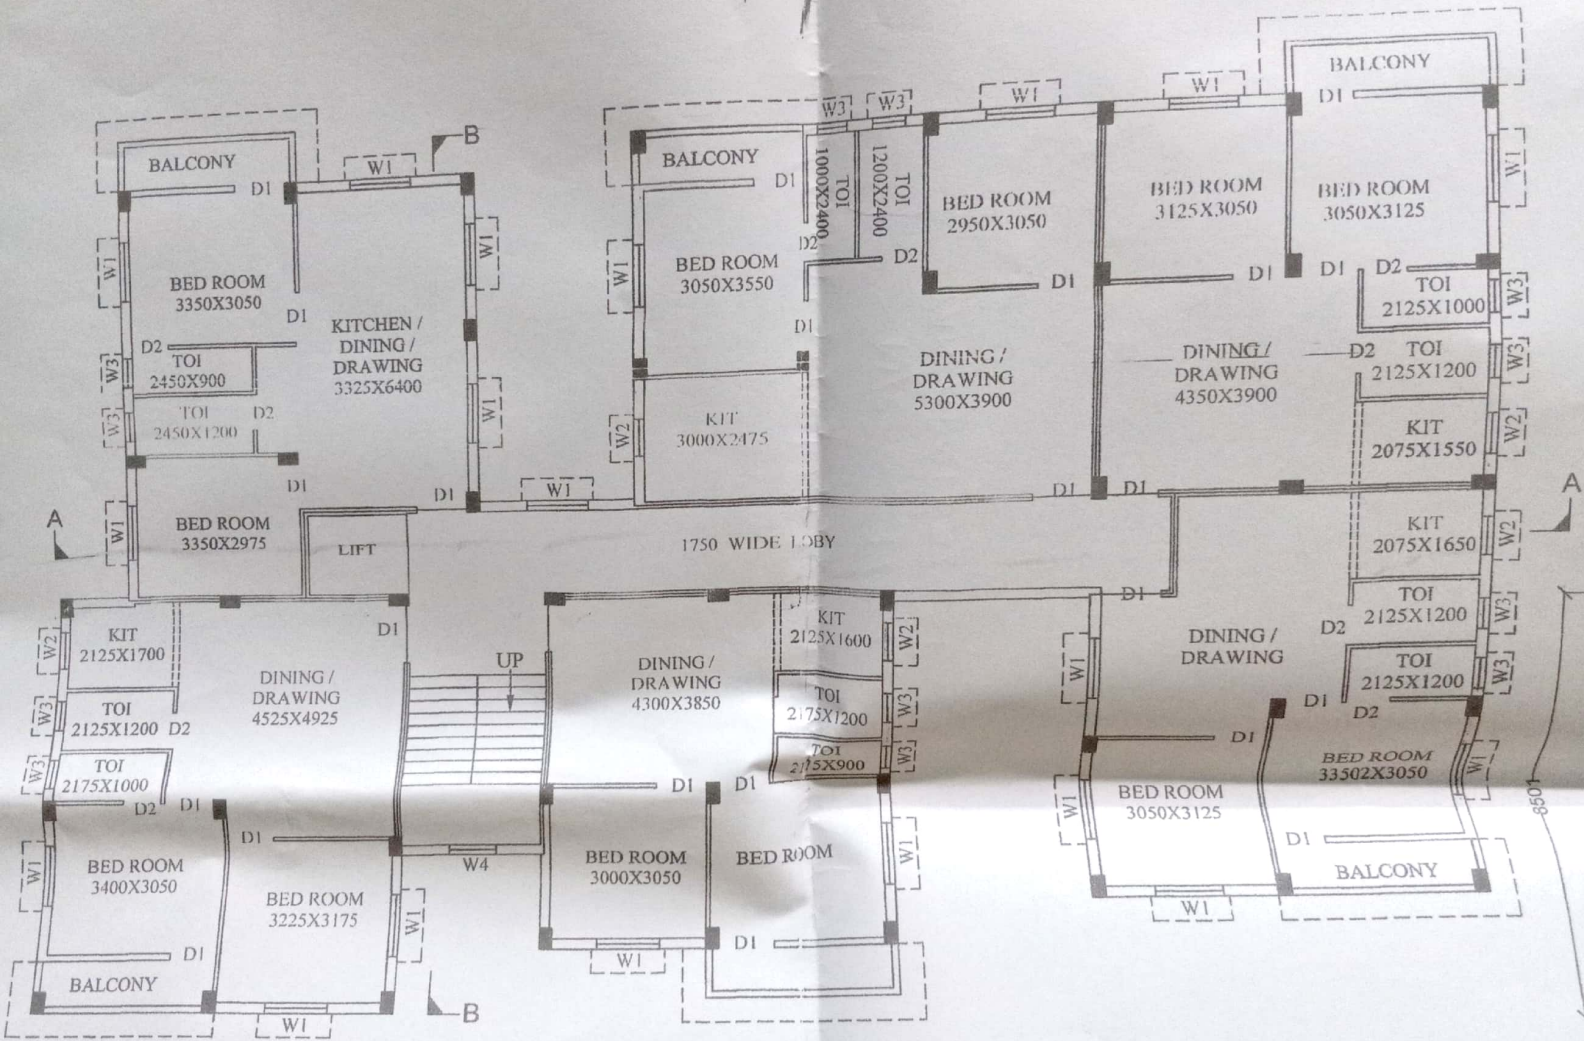 BALCONY
D1
W1
B
W1
W1
BED ROOM
3350X3050
D1
KITCHEN /
DINING /
DRAWING
3325X6400
D2
TOI
2450X900
W3
TOI
2450X1200
D2
W3
W1
D1
D1
BED ROOM
3350X2975
W1
A
LIFT
W1
1750 WIDE LOBY
BALCONY
D1
W3
W3
TOI
1000X2400
TOI
1200X2400
D2
D2
W1
BED ROOM
3050X3550
W1
D1
KIT
3000X2475
W2
BED ROOM
2950X3050
D1
DINING /
DRAWING
5300X3900
D1
W1
BED ROOM
3125X3050
D1
BALCONY
D1
BED ROOM
3050X3125
W1
D1
D2
TOI
2125X1000
W3
DINING /
DRAWING
4350X3900
D2
TOI
2125X1200
W3
KIT
2075X1550
W2
D1
A
KIT
2075X1650
W2
D1
TOI
2125X1200
W3
D2
DINING /
DRAWING
TOI
2125X1200
W3
W1
D1
D2
D1
BED ROOM
3050X3125
W1
BED ROOM
33502X3050
W1
D1
BALCONY
W1
8501
KIT
2125X1700
W2
D1
TOI
2125X1200
D2
W3
TOI
2175X1000
W3
D2
D1
DINING /
DRAWING
4525X4925
D1
BED ROOM
3400X3050
W1
D1
BALCONY
BED ROOM
3225X3175
W1
W1
B
UP
W4
DINING /
DRAWING
4300X3850
KIT
2125X1600
W2
TOI
2175X1200
W3
TOI
2175X900
W3
D1
D1
BED ROOM
3000X3050
BED ROOM
W1
W1
D1